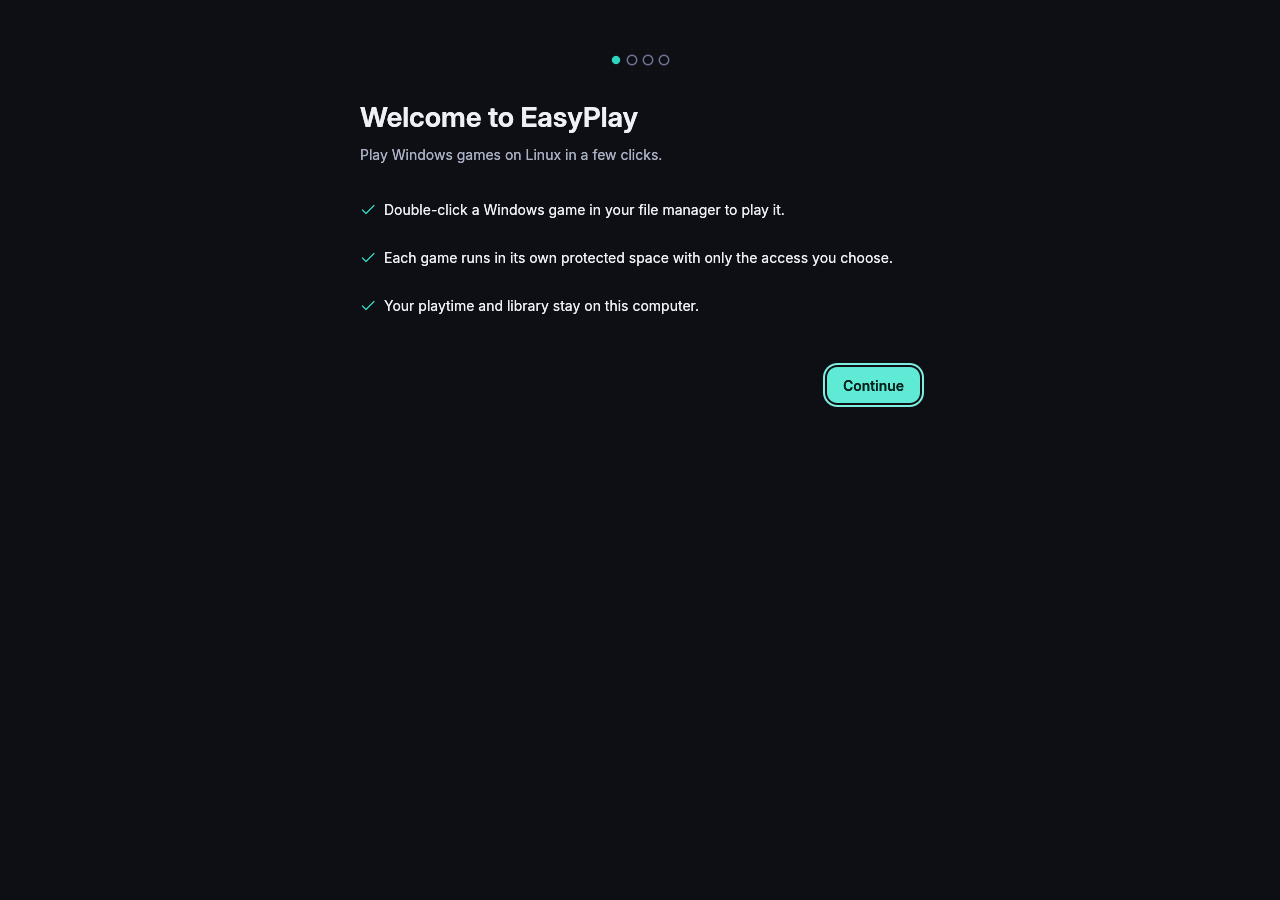 Welcome to EasyPlay
Play Windows games on Linux in a few clicks.
Double-click a Windows game in your file manager to play it.
Each game runs in its own protected space with only the access you choose.
Your playtime and library stay on this computer.
Continue